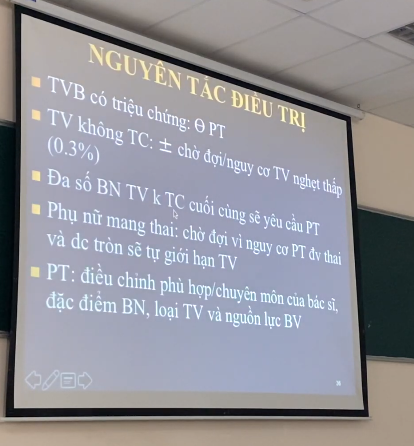 NGUYÊN TẮC ĐIỀU TRỊ
TVB có triệu chứng: Ө PT
TV không TC: ± chờ đợi/nguy cơ TV nghẹt thấp
(0.3%)
Đa số BN TV k TC cuối cùng sẽ yêu cầu PT
Phụ nữ mang thai: chờ đợi vì nguy cơ PT đv thai
và dc tròn sẽ tự giới hạn TV
PT: điều chỉnh phù hợp/chuyên môn của bác sĩ,
đặc điểm BN, loại TV và nguồn lực BV